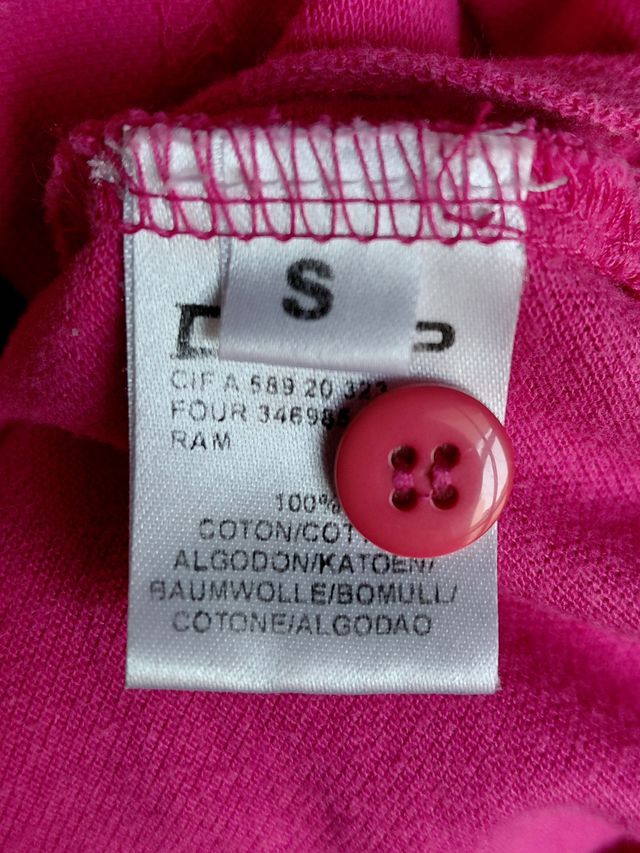 S
CIF A 589 20 323
FOUR 34698
RAM
100%
COTON/COT
ALGODON/KATOEN/
BAUMWOLLE/BOMULL/
COTONE/ALGODAO